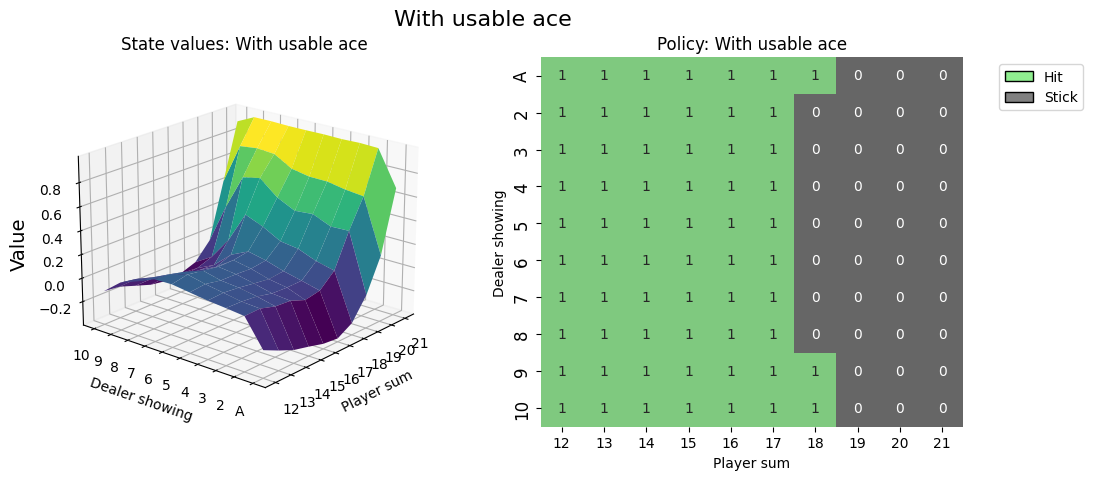 With usable ace
State values: With usable ace
Value
0.8
0.6
0.4
0.2
0.0
−0.2
10 9 8 7 6 5 4 3 2 A
Dealer showing
12 13 14 15 16 17 18 19 20 21
Player sum
Policy: With usable ace
Dealer showing
A 1 1 1 1 1 1 1 0 0 0
2 1 1 1 1 1 1 0 0 0 0
3 1 1 1 1 1 1 0 0 0 0
4 1 1 1 1 1 1 0 0 0 0
5 1 1 1 1 1 1 0 0 0 0
6 1 1 1 1 1 1 0 0 0 0
7 1 1 1 1 1 1 0 0 0 0
8 1 1 1 1 1 1 0 0 0 0
9 1 1 1 1 1 1 1 0 0 0
10 1 1 1 1 1 1 1 0 0 0
12 13 14 15 16 17 18 19 20 21
Player sum
Hit
Stick